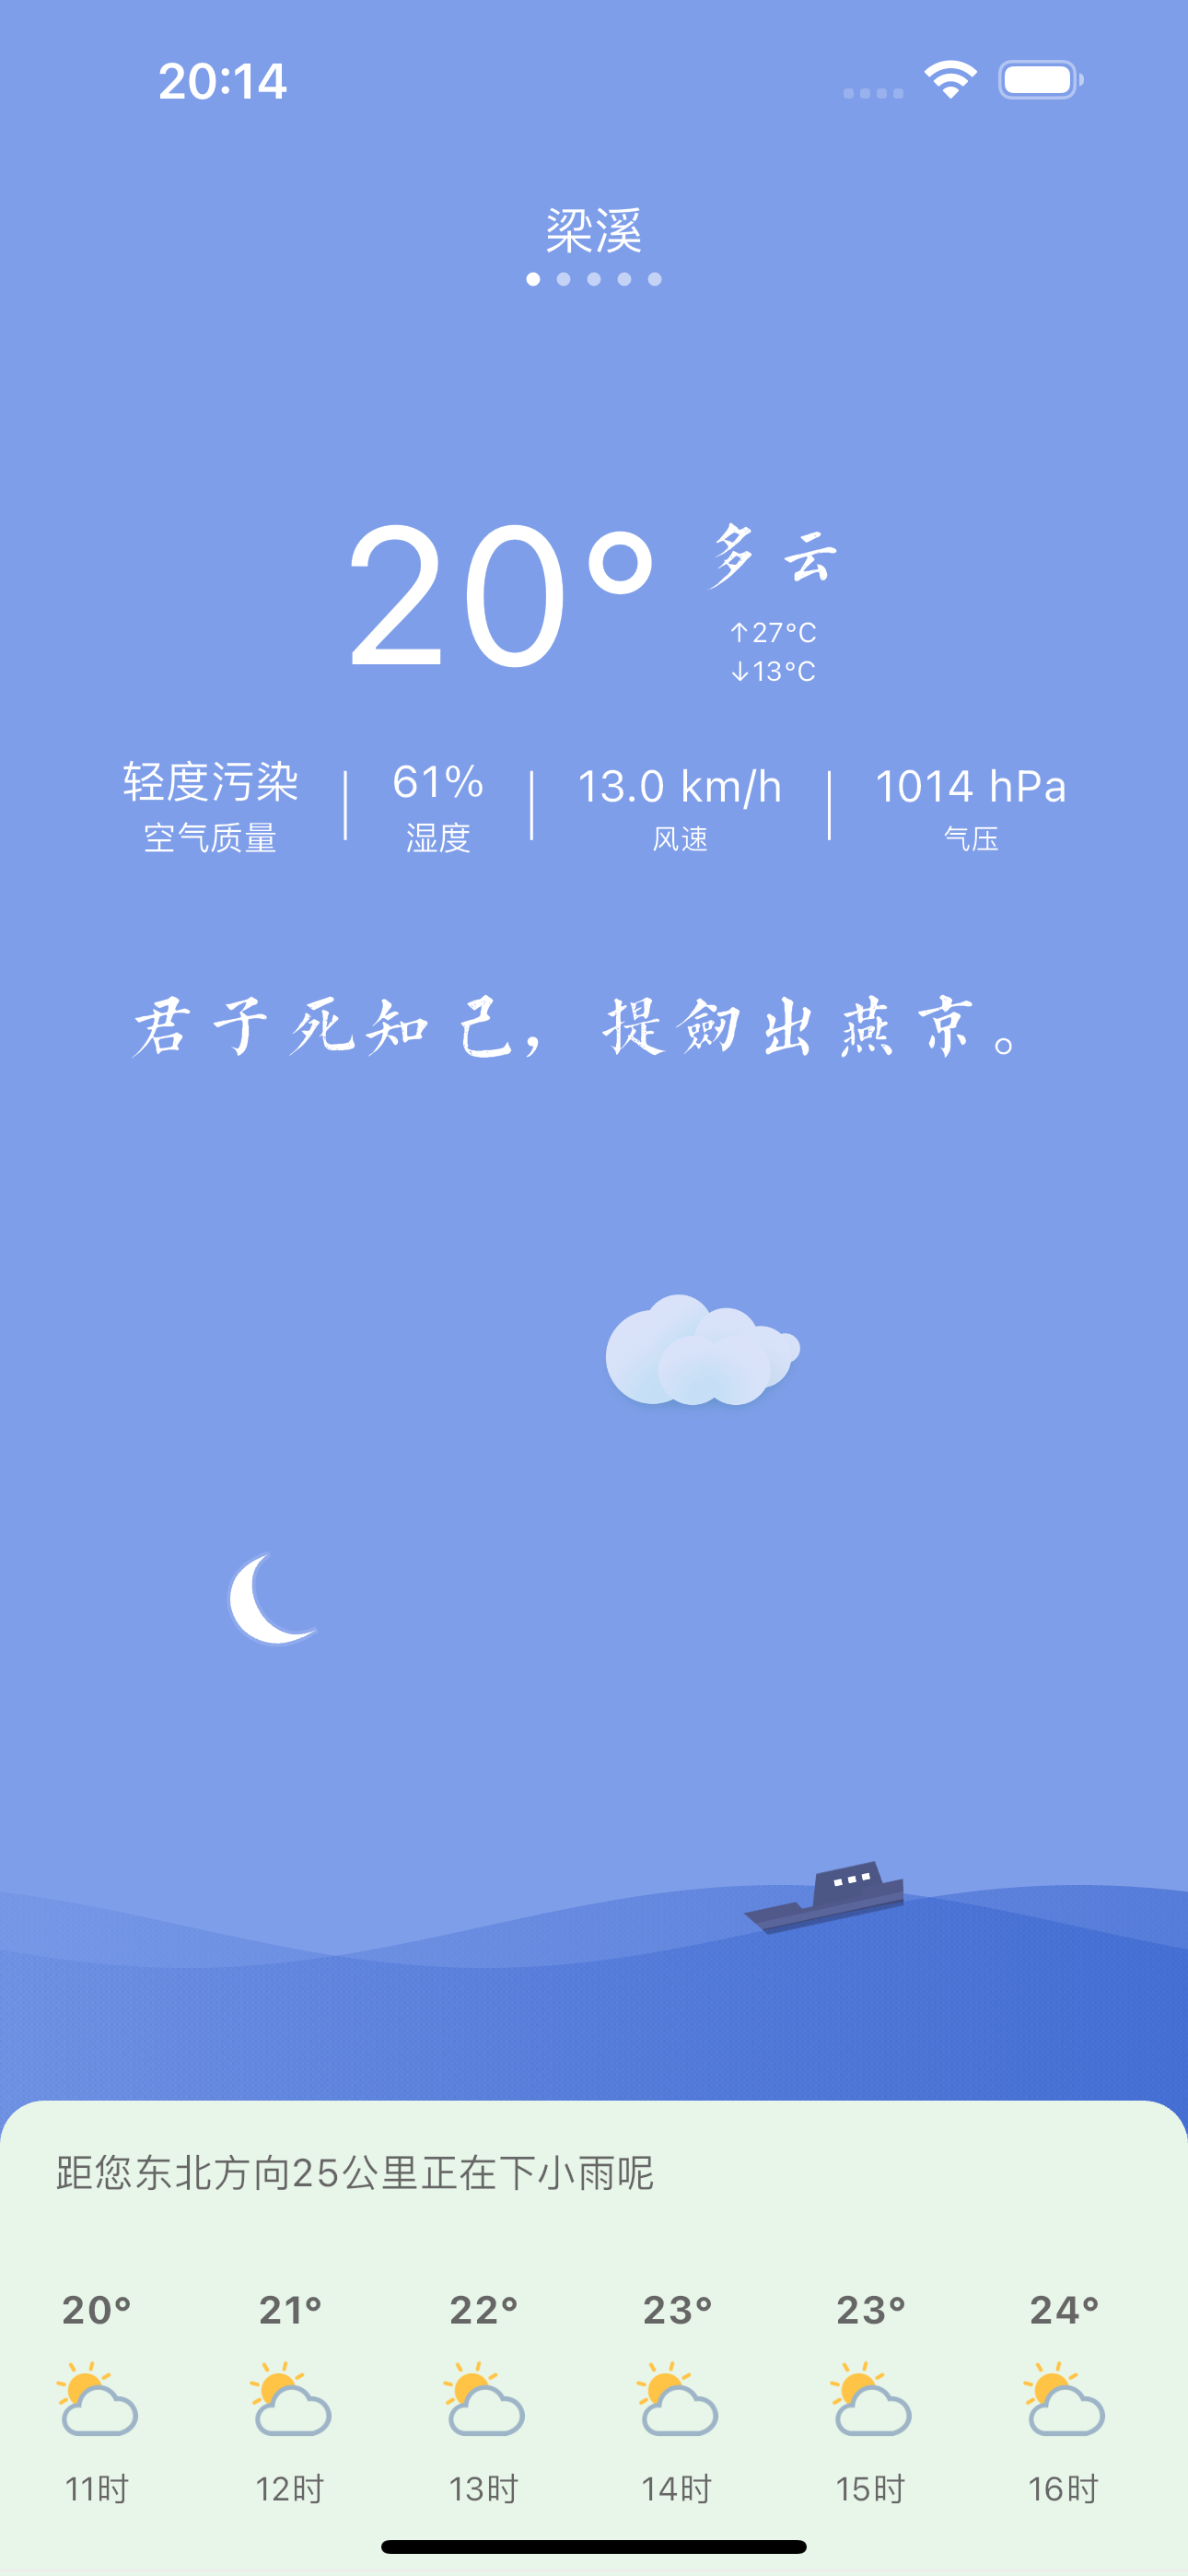 20:14
梁溪
20° 多云
↑27°C
↓13°C
轻度污染 61% 13.0 km/h 1014 hPa
空气质量 湿度 风速 气压
君子死知己，提劒出燕京。
距您东北方向25公里正在下小雨呢
20° 21° 22° 23° 23° 24°
11时 12时 13时 14时 15时 16时